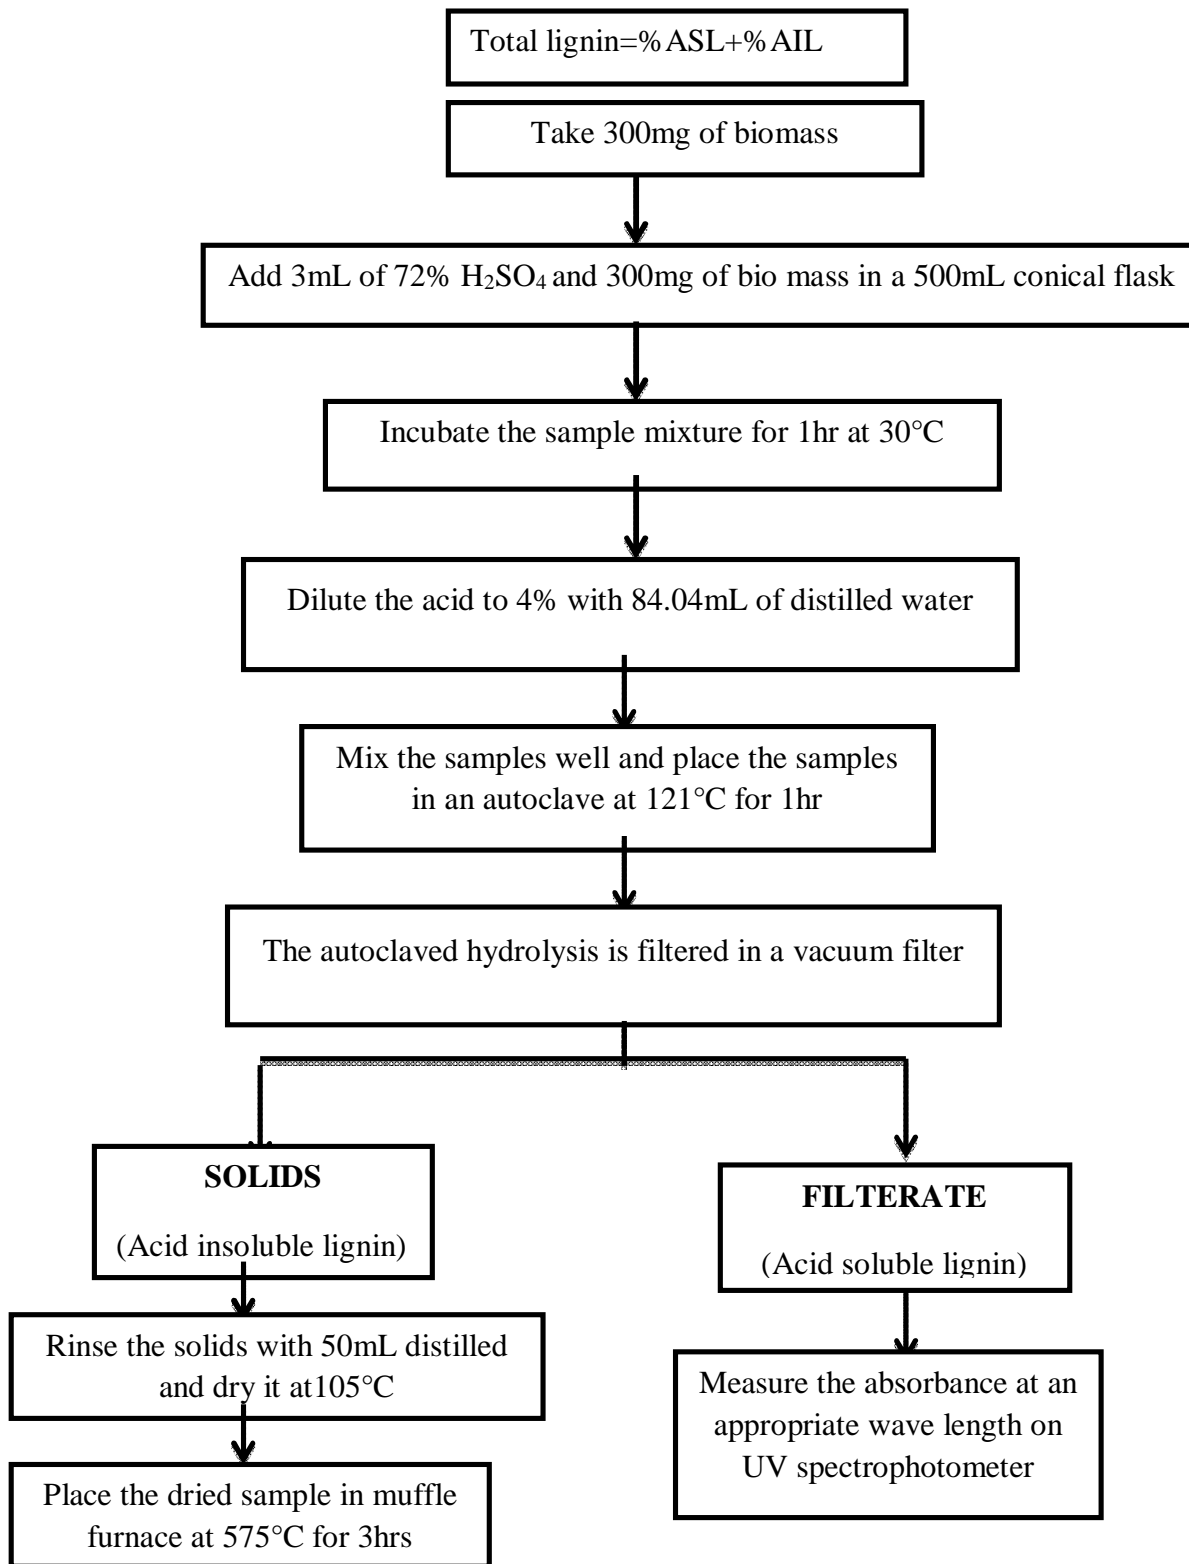 Total lignin=%ASL+%AIL
Take 300mg of biomass
Add 3mL of 72% H₂SO₄ and 300mg of bio mass in a 500mL conical flask
Incubate the sample mixture for 1hr at 30°C
Dilute the acid to 4% with 84.04mL of distilled water
Mix the samples well and place the samples
in an autoclave at 121°C for 1hr
The autoclaved hydrolysis is filtered in a vacuum filter
SOLIDS
(Acid insoluble lignin)
Rinse the solids with 50mL distilled
and dry it at105°C
Place the dried sample in muffle
furnace at 575°C for 3hrs
FILTERATE
(Acid soluble lignin)
Measure the absorbance at an
appropriate wave length on
UV spectrophotometer